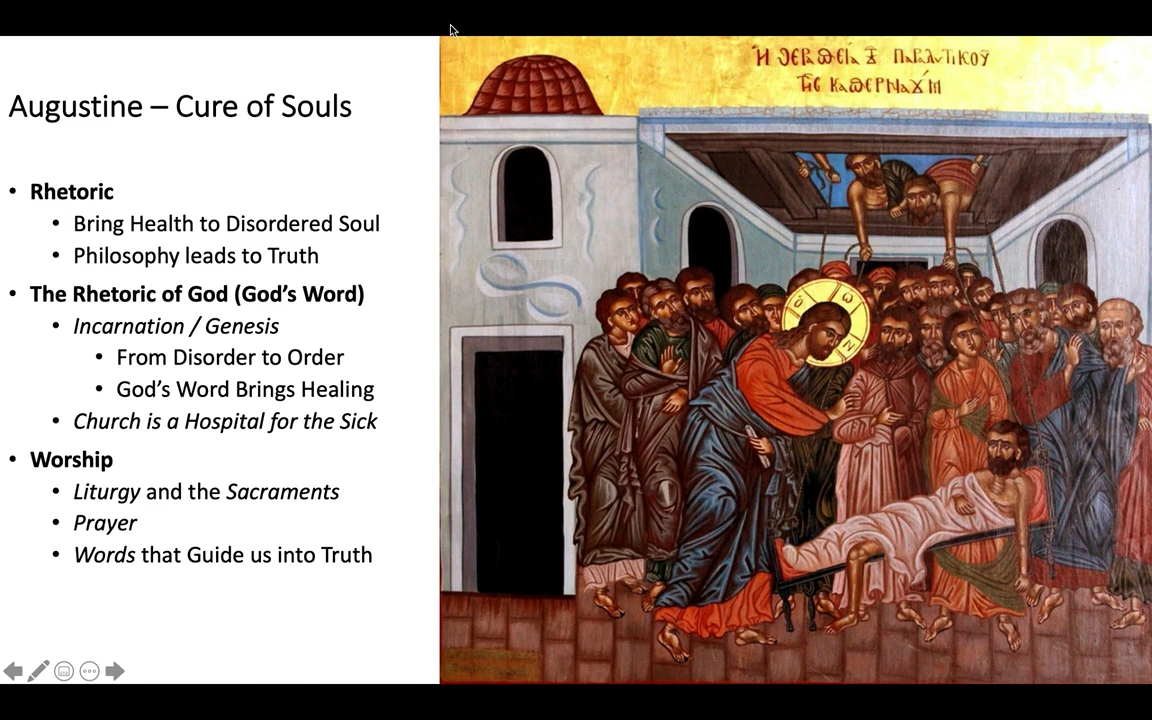 Augustine – Cure of Souls
• Rhetoric
• Bring Health to Disordered Soul
• Philosophy leads to Truth
• The Rhetoric of God (God’s Word)
• Incarnation / Genesis
• From Disorder to Order
• God’s Word Brings Healing
• Church is a Hospital for the Sick
• Worship
• Liturgy and the Sacraments
• Prayer
• Words that Guide us into Truth
Ὁ Ω Ν